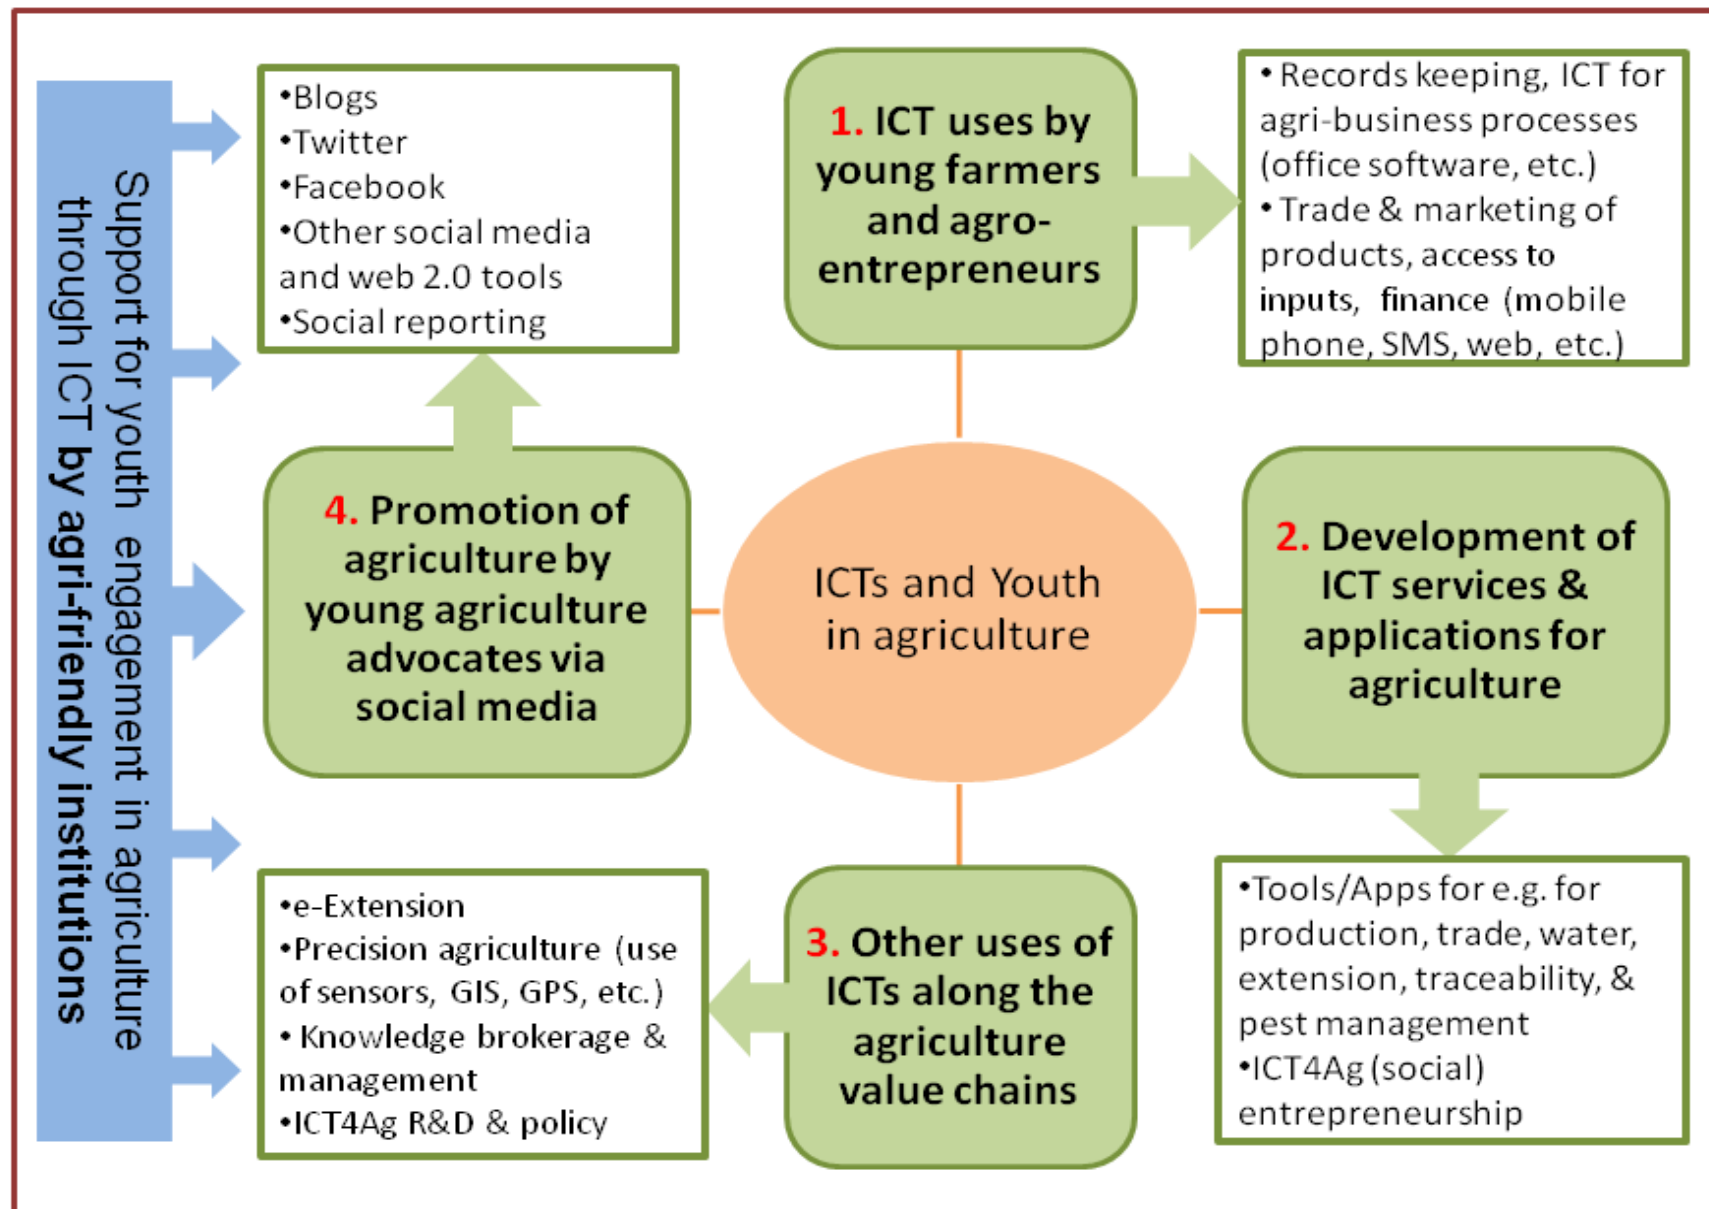 Support for youth engagement in agriculture
through ICT by agri-friendly institutions
•Blogs
•Twitter
•Facebook
•Other social media
and web 2.0 tools
•Social reporting
1. ICT uses by
young farmers
and agro-
entrepreneurs
• Records keeping, ICT for
agri-business processes
(office software, etc.)
• Trade & marketing of
products, access to
inputs, finance (mobile
phone, SMS, web, etc.)
4. Promotion of
agriculture by
young agriculture
advocates via
social media
ICTs and Youth
in agriculture
2. Development of
ICT services &
applications for
agriculture
•e-Extension
•Precision agriculture (use
of sensors, GIS, GPS, etc.)
• Knowledge brokerage &
management
•ICT4Ag R&D & policy
3. Other uses of
ICTs along the
agriculture
value chains
•Tools/Apps for e.g. for
production, trade, water,
extension, traceability, &
pest management
•ICT4Ag (social)
entrepreneurship